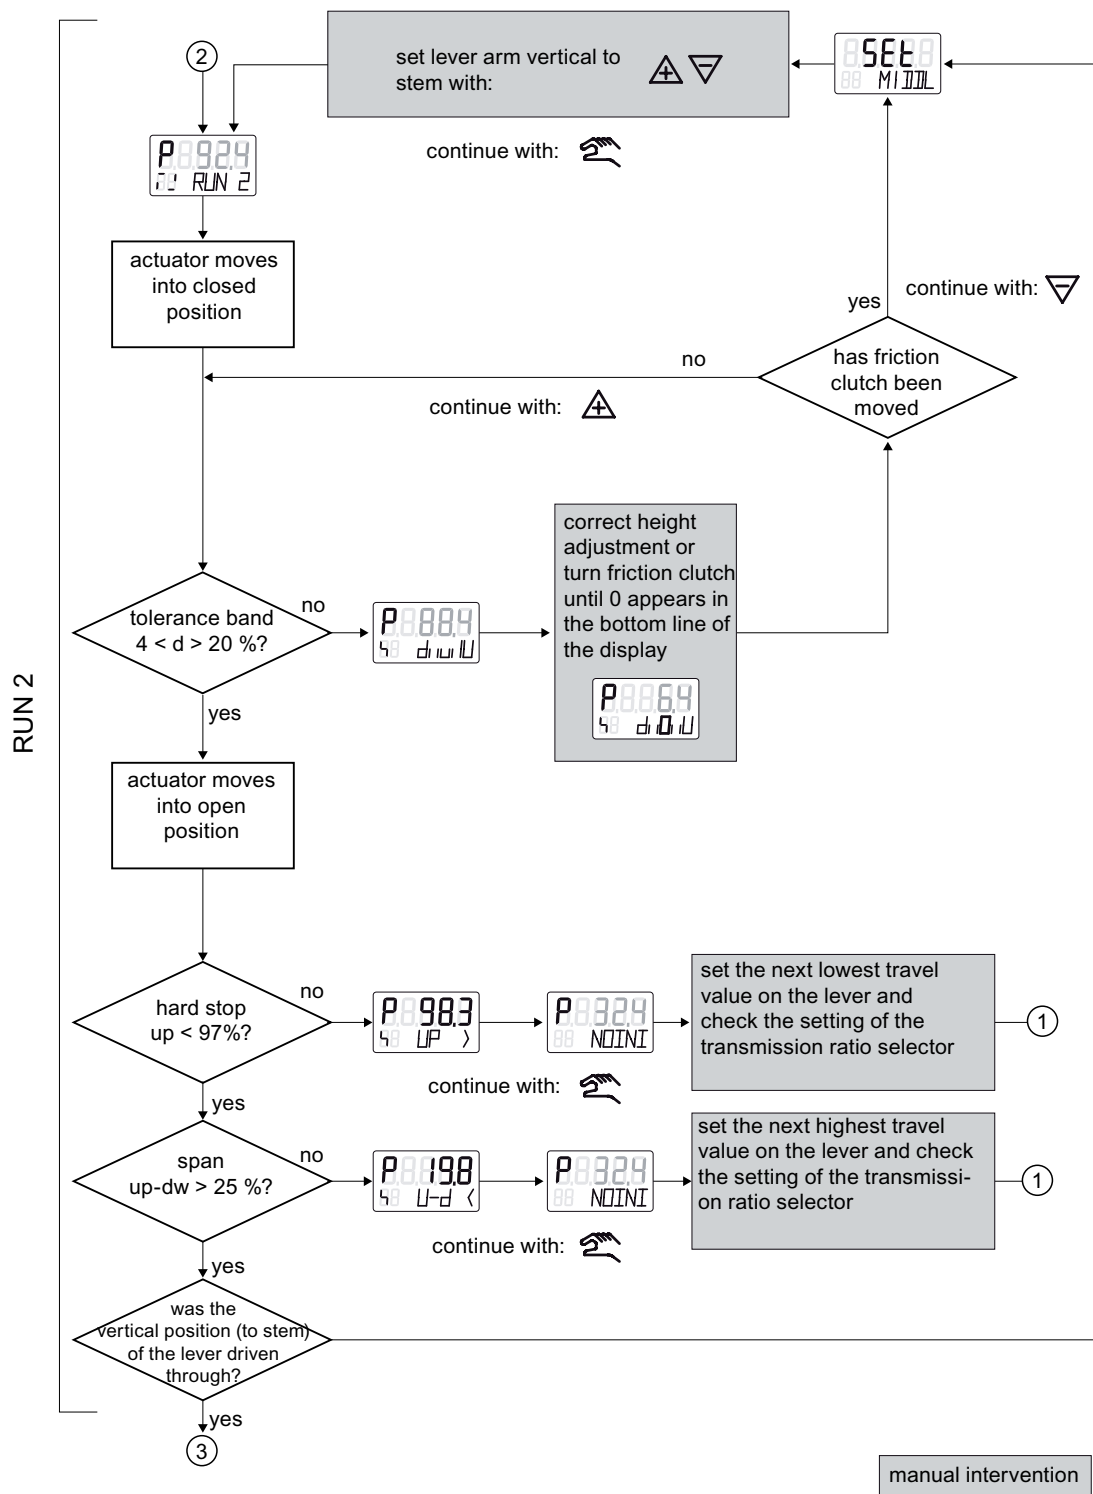 2
set lever arm vertical to
stem with:
SEt
MIDDL
continue with:
P 92.4
RUN 2
actuator moves
into closed
position
continue with:
yes
has friction
clutch been
moved
no
continue with:
correct height
adjustment or
turn friction clutch
until 0 appears in
the bottom line of
the display
P 6.4
tolerance band
4 < d > 20 %?
no
P 88.4
yes
RUN 2
actuator moves
into open
position
hard stop
up < 97%?
no
P 98.3
UP >
P 32.4
NOINI
set the next lowest travel
value on the lever and
check the setting of the
transmission ratio selector
1
continue with:
yes
span
up-dw > 25 %?
no
P 19.8
U-d <
P 32.4
NOINI
set the next highest travel
value on the lever and check
the setting of the transmissi-
on ratio selector
1
continue with:
yes
was the
vertical position (to stem)
of the lever driven
through?
yes
3
manual intervention